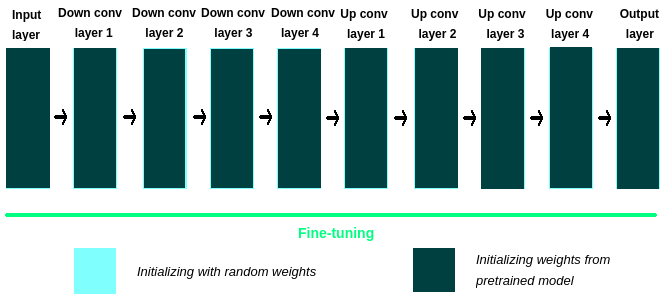 Input layer
Down conv layer 1
Down conv layer 2
Down conv layer 3
Down conv layer 4
Up conv layer 1
Up conv layer 2
Up conv layer 3
Up conv layer 4
Output layer
Fine-tuning
Initializing with random weights
Initializing weights from
pretrained model